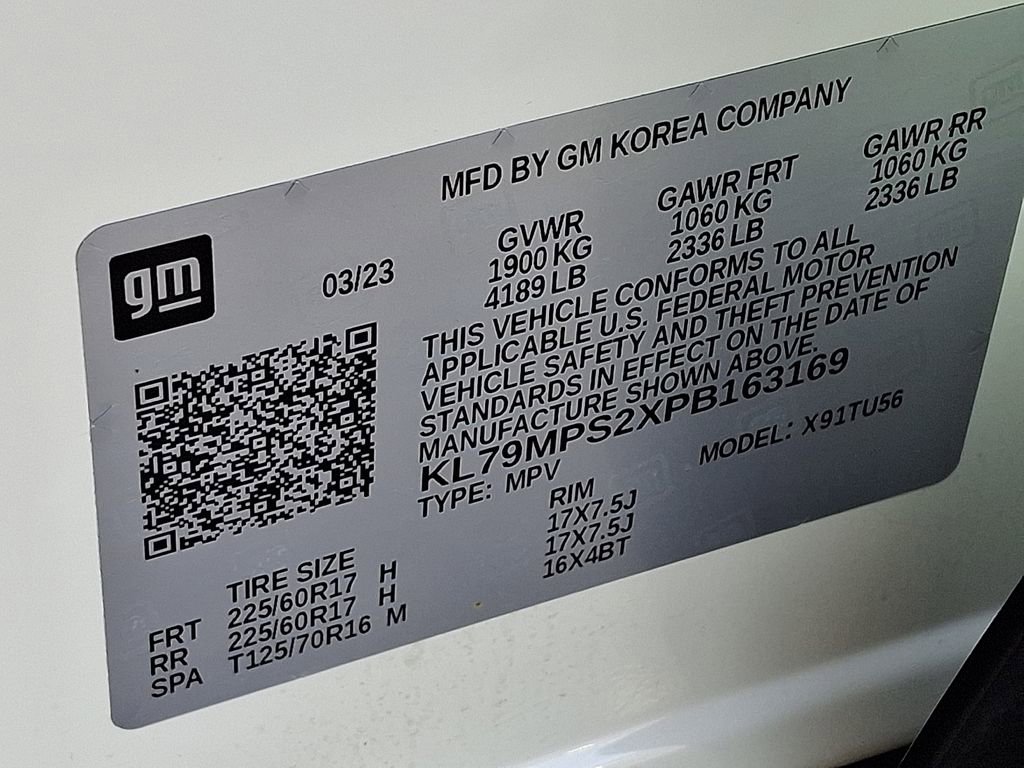 MFD BY GM KOREA COMPANY
gm
03/23
GVWR GAWR FRT GAWR RR
1900 KG 1060 KG 1060 KG
4189 LB 2336 LB 2336 LB
THIS VEHICLE CONFORMS TO ALL
APPLICABLE U.S. FEDERAL MOTOR
VEHICLE SAFETY AND THEFT PREVENTION
STANDARDS IN EFFECT ON THE DATE OF
MANUFACTURE SHOWN ABOVE.
KL79MPS2XPB163169
TYPE: MPV MODEL: X91TU56
TIRE SIZE RIM
FRT 225/60R17 H 17X7.5J
RR 225/60R17 H 17X7.5J
SPA T125/70R16 M 16X4BT